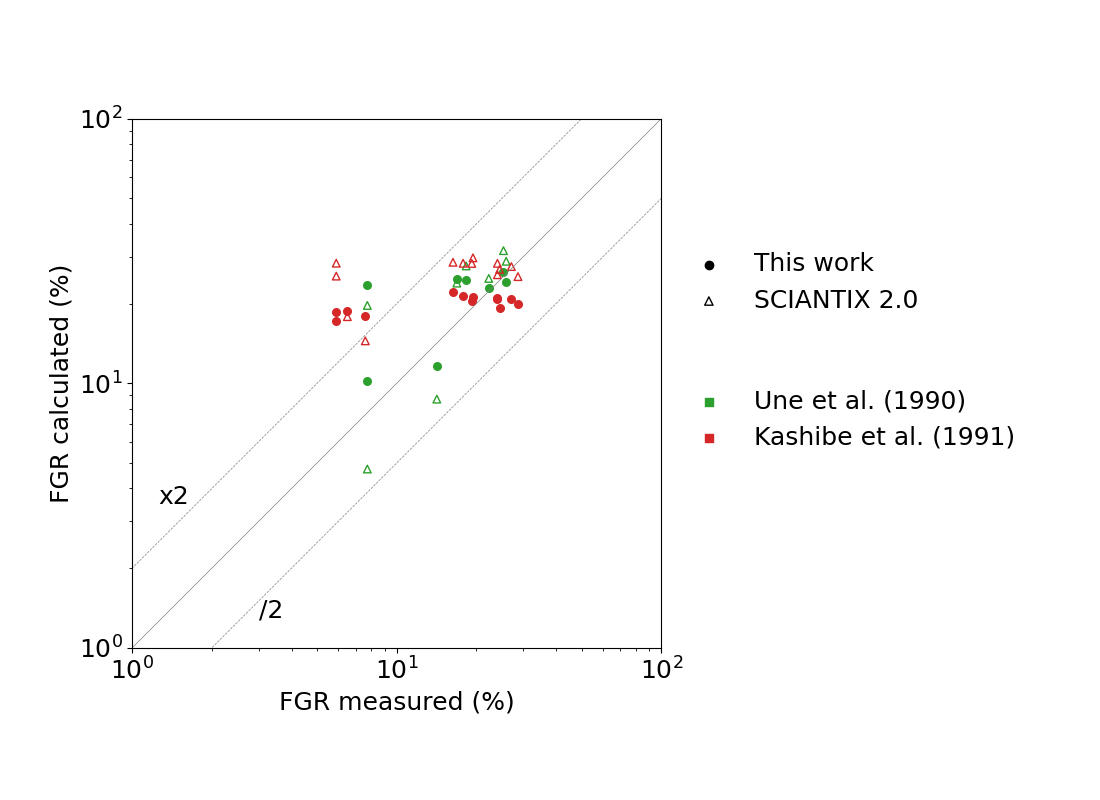 10²
10¹
10⁰
10⁰ 10¹ 10²
FGR calculated (%)
FGR measured (%)
x2
/2
This work
SCIANTIX 2.0
Une et al. (1990)
Kashibe et al. (1991)